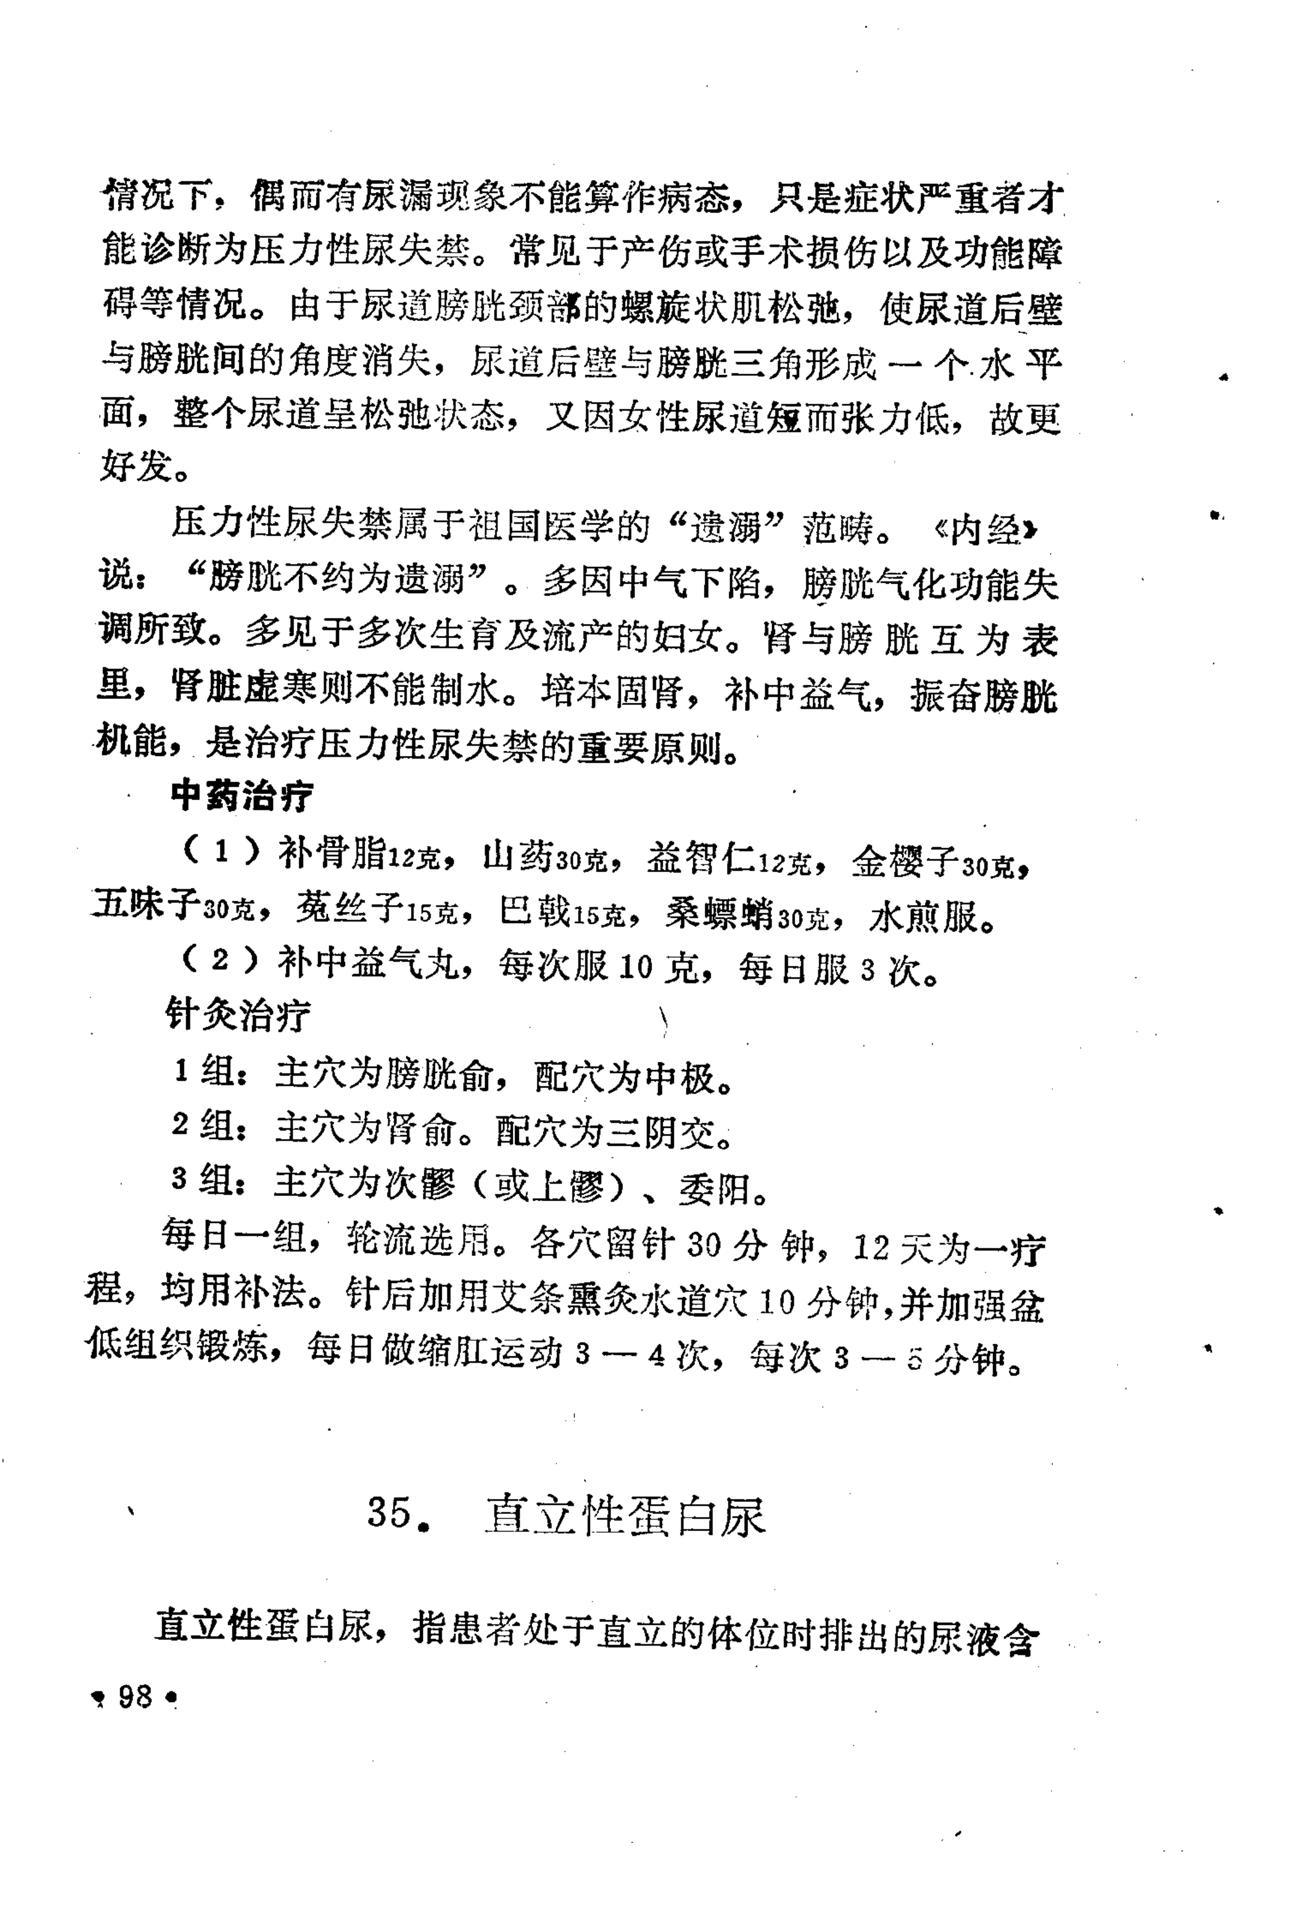 情况下，偶而有尿漏现象不能算作病态，只是症状严重者才
能诊断为压力性尿失禁。常见于产伤或手术损伤以及功能障
碍等情况。由于尿道膀胱颈部的螺旋状肌松弛，使尿道后壁
与膀胱间的角度消失，尿道后壁与膀胱三角形成一个水平
面，整个尿道呈松弛状态，又因女性尿道短而张力低，故更
好发。
压力性尿失禁属于祖国医学的“遗溺”范畴。《内经》
说：“膀胱不约为遗溺”。多因中气下陷，膀胱气化功能失
调所致。多见于多次生育及流产的妇女。肾与膀胱互为表
里，肾脏虚寒则不能制水。培本固肾，补中益气，振奋膀胱
机能，是治疗压力性尿失禁的重要原则。
中药治疗
（1）补骨脂12克，山药30克，益智仁12克，金樱子30克，
五味子30克，菟丝子15克，巴戟15克，桑螵蛸30克，水煎服。
（2）补中益气丸，每次服10克，每日服3次。
针灸治疗
1组：主穴为膀胱俞，配穴为中极。
2组：主穴为肾俞。配穴为三阴交。
3组：主穴为次髎（或上髎）、委阳。
每日一组，轮流选用。各穴留针30分钟，12天为一疗
程，均用补法。针后加用艾条熏灸水道穴10分钟，并加强盆
低组织锻炼，每日做缩肛运动3—4次，每次3—5分钟。
35. 直立性蛋白尿
直立性蛋白尿，指患者处于直立的体位时排出的尿液含
•98•